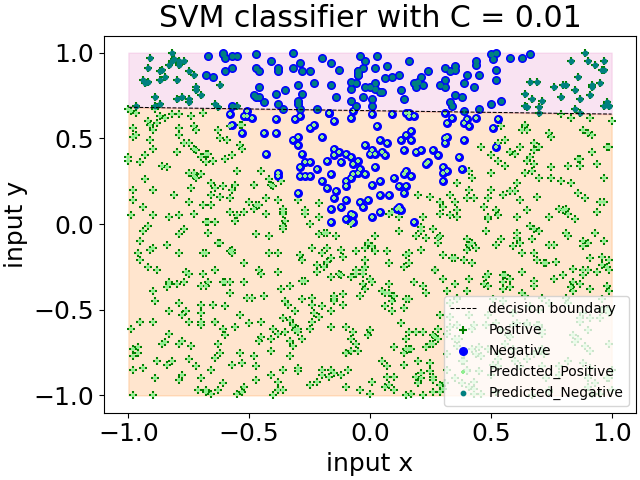 SVM classifier with C = 0.01
input y
1.0
0.5
0.0
−0.5
−1.0
decision boundary
Positive
Negative
Predicted_Positive
Predicted_Negative
−1.0 −0.5 0.0 0.5 1.0
input x